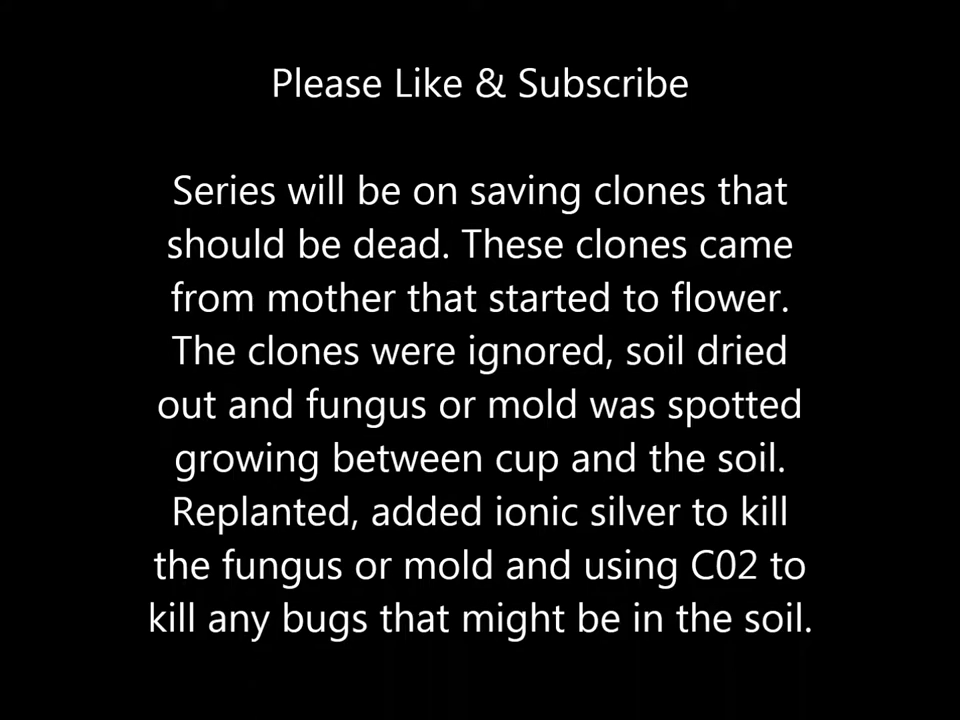 Please Like & Subscribe
Series will be on saving clones that
should be dead. These clones came
from mother that started to flower.
The clones were ignored, soil dried
out and fungus or mold was spotted
growing between cup and the soil.
Replanted, added ionic silver to kill
the fungus or mold and using C02 to
kill any bugs that might be in the soil.